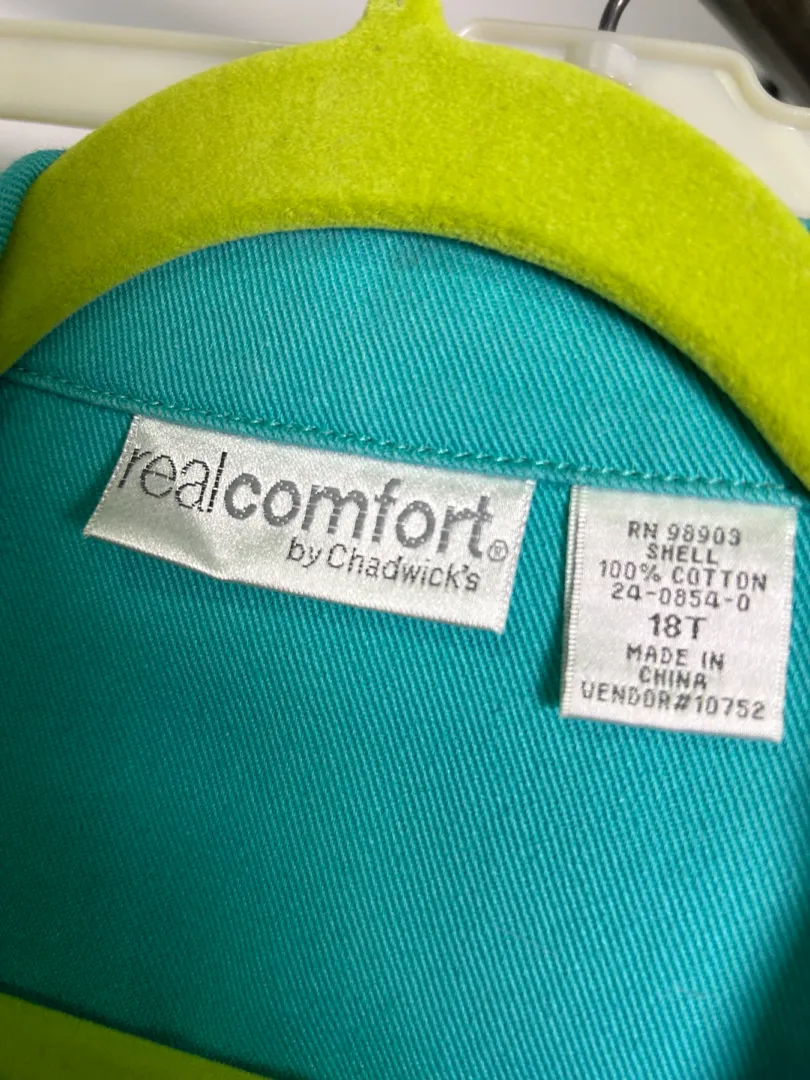 realcomfort®
by Chadwick's
RN 98903
SHELL
100% COTTON
24-0854-0
18T
MADE IN
CHINA
VENDOR#10752